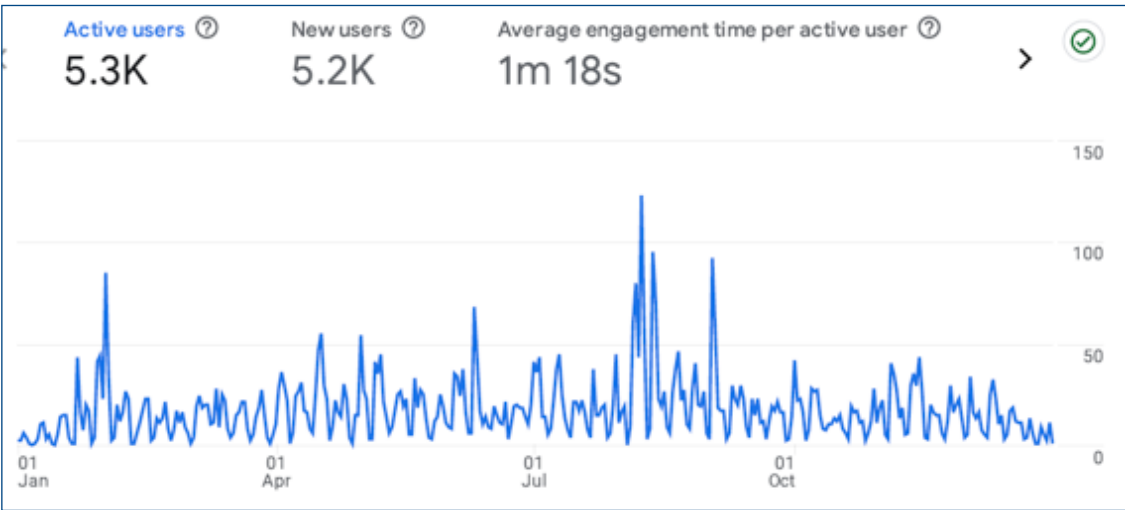 Active users New users Average engagement time per active user
5.3K 5.2K 1m 18s
150
100
50
0
01 01 01 01
Jan Apr Jul Oct